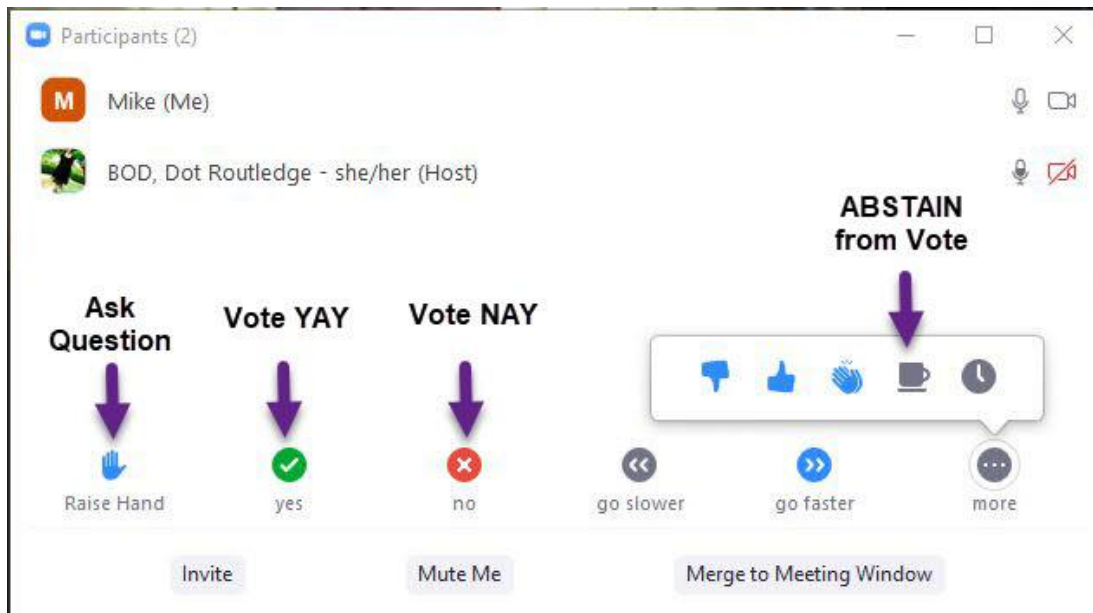 Participants (2)
M
Mike (Me)
BOD, Dot Routledge - she/her (Host)
ABSTAIN
from Vote
Ask
Question
Vote YAY
Vote NAY
Raise Hand
yes
no
go slower
go faster
more
Invite
Mute Me
Merge to Meeting Window